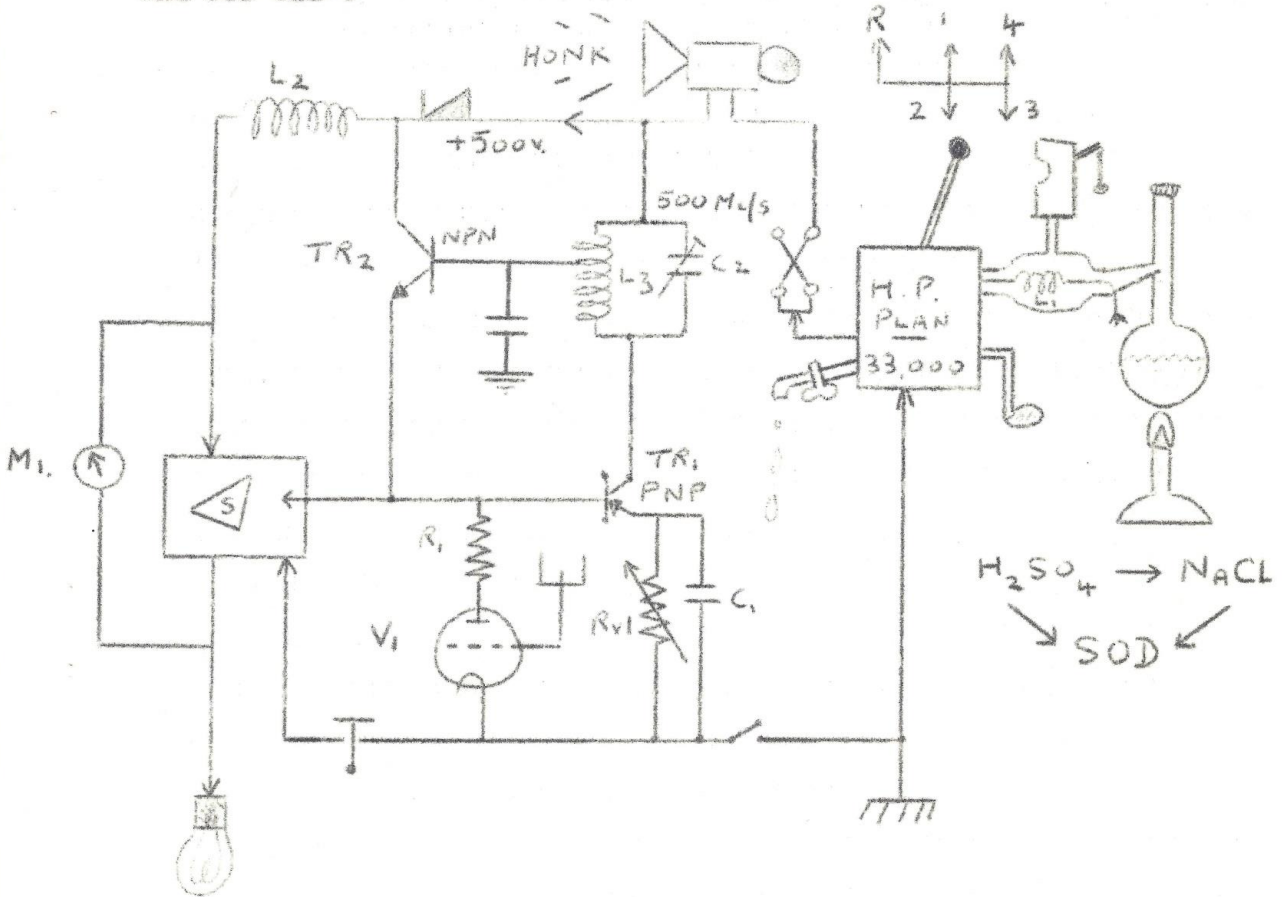 HONK
R 1 4
2 3
L2
+500V.
500 Mc/s
TR2
NPN
L3
C2
H.P.
PLAN
33,000
L1
M1.
S
TR1
PNP
R1
V1
Rv1
C1
H2SO4 → NACL
SOD